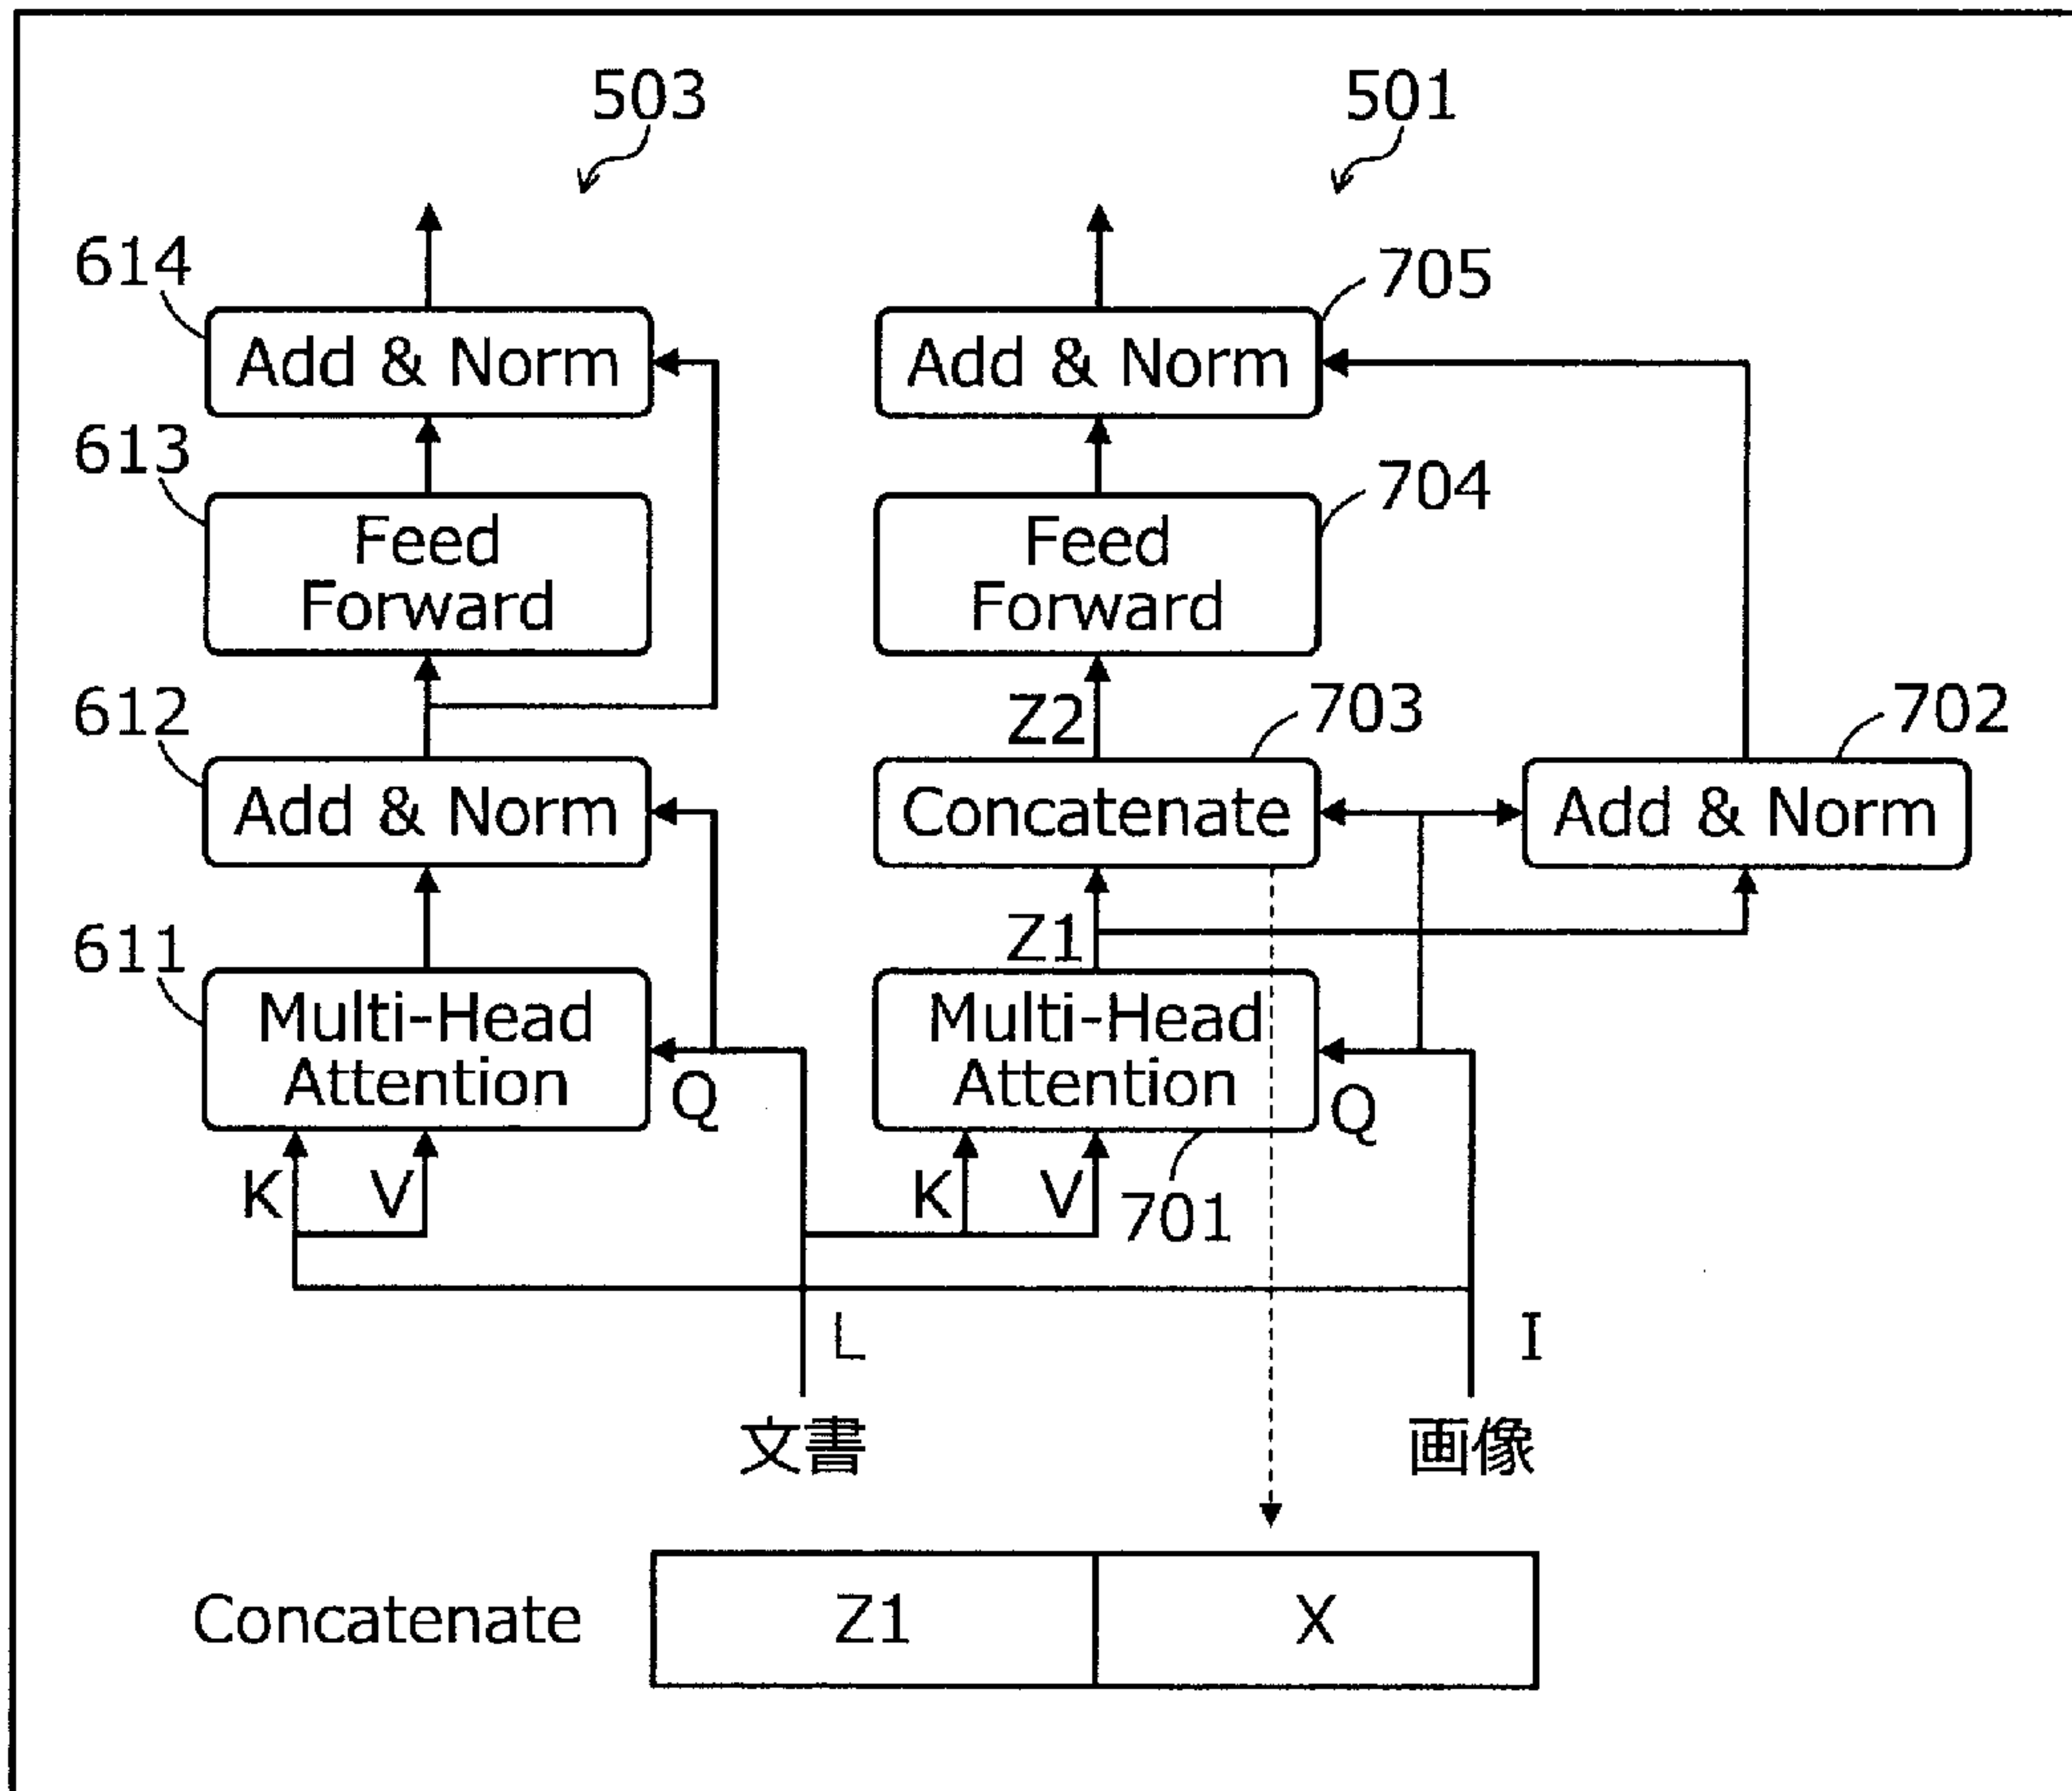 503
501
614
Add & Norm
705
Add & Norm
613
Feed
Forward
704
Feed
Forward
612
Add & Norm
Z2
703
Concatenate
702
Add & Norm
611
Multi-Head
Attention
Q
Z1
Multi-Head
Attention
Q
K
V
K
V
701
L
I
文書
画像
Concatenate
Z1
X